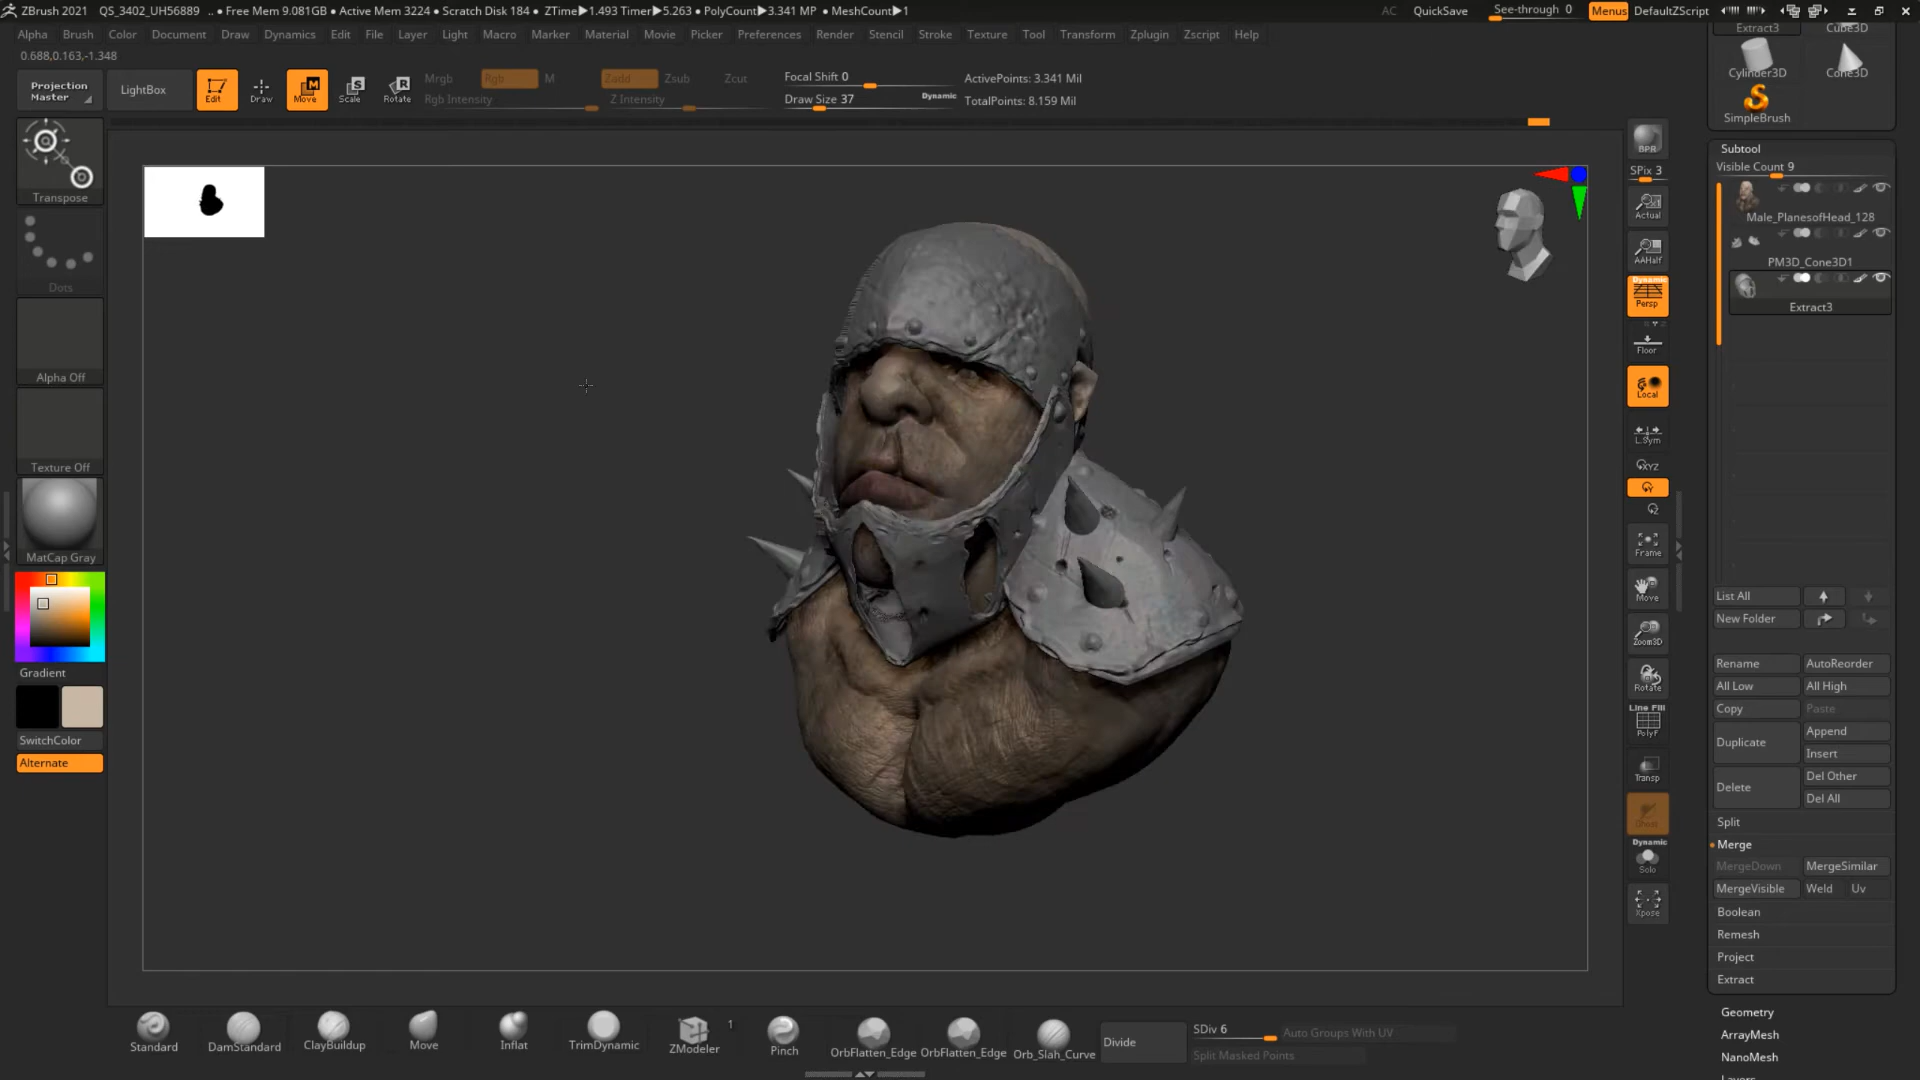 ZBrush 2021 QS_3402_UH56889 .. • Free Mem 9.081GB • Active Mem 3224 • Scratch Disk 184 • ZTime▶1.493 Timer▶5.263 • PolyCount▶3.341 MP • MeshCount▶1 AC QuickSave See-through 0 Menus DefaultZScript
Alpha Brush Color Document Draw Dynamics Edit File Layer Light Macro Marker Material Movie Picker Preferences Render Stencil Stroke Texture Tool Transform Zplugin Zscript Help
0.688,0.163,-1.348
Projection Master
LightBox
Edit
Draw
Move
Scale
Rotate
Mrgb Rgb M
Rgb Intensity
Zadd Zsub Zcut
Z Intensity
Focal Shift 0
Draw Size 37
Dynamic
ActivePoints: 3.341 Mil
TotalPoints: 8.159 Mil
Transpose
Dots
Alpha Off
Texture Off
MatCap Gray
Gradient
SwitchColor
Alternate
BPR
SPix 3
Actual
AAHalf
Dynamic
Persp
Floor
Local
L.Sym
XYZ
Y
Z
Frame
Move
Zoom3D
Rotate
Line Fill
PolyF
Transp
Dynamic
Solo
Xpose
Extract3 Cube3D
Cylinder3D Cone3D
SimpleBrush
Subtool
Visible Count 9
Male_PlanesofHead_128
PM3D_Cone3D1
Extract3
List All
New Folder
Rename AutoReorder
All Low All High
Copy Paste
Duplicate Append
Insert
Delete Del Other
Del All
Split
Merge
MergeDown MergeSimilar
MergeVisible Weld Uv
Boolean
Remesh
Project
Extract
Geometry
ArrayMesh
NanoMesh
Layers
Standard
DamStandard
ClayBuildup
Move
Inflat
TrimDynamic
ZModeler
1
Pinch
OrbFlatten_Edge
OrbFlatten_Edge
Orb_Slah_Curve
Divide
SDiv 6
Auto Groups With UV
Split Masked Points